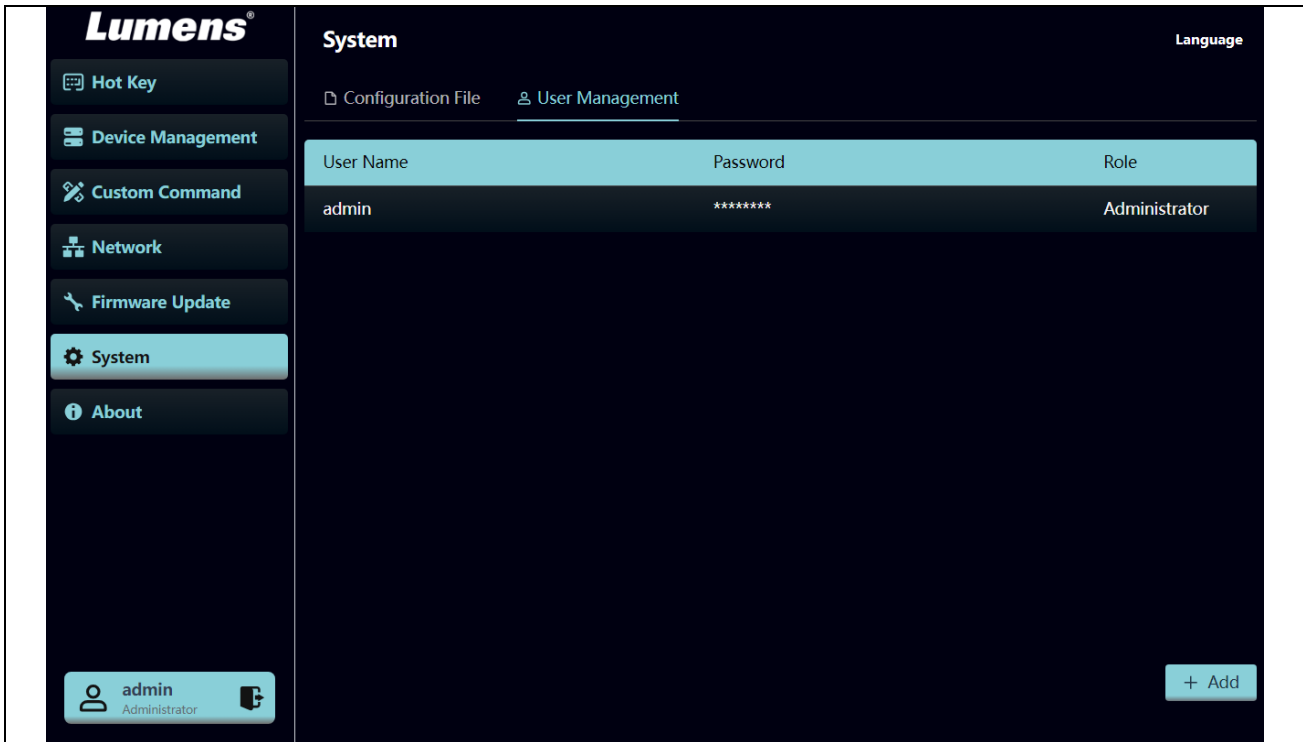 Lumens®
Hot Key
Device Management
Custom Command
Network
Firmware Update
System
About
admin
Administrator
System
Language
Configuration File
User Management
User Name Password Role
admin ******** Administrator
+ Add